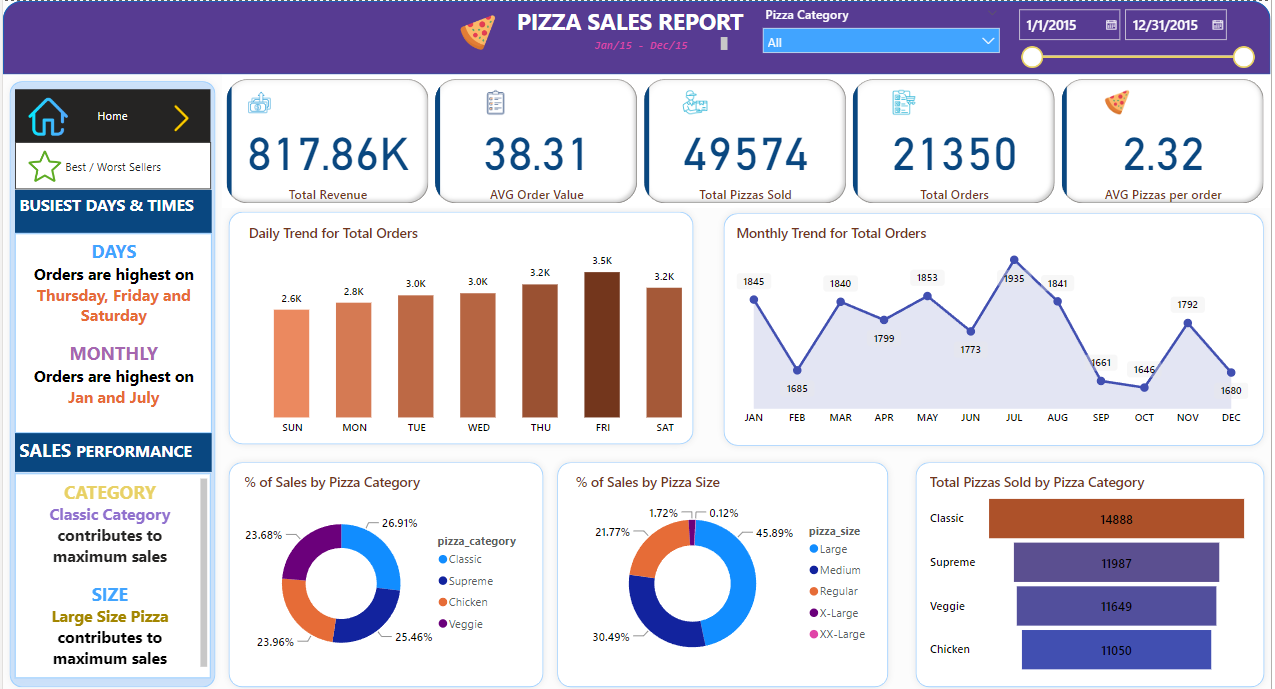 PIZZA SALES REPORT
Jan/15 - Dec/15
Pizza Category
All
1/1/2015
12/31/2015
Home
Best / Worst Sellers
BUSIEST DAYS & TIMES
DAYS
Orders are highest on
Thursday, Friday and
Saturday
MONTHLY
Orders are highest on
Jan and July
SALES PERFORMANCE
CATEGORY
Classic Category
contributes to
maximum sales
SIZE
Large Size Pizza
contributes to
maximum sales
817.86K
Total Revenue
38.31
AVG Order Value
49574
Total Pizzas Sold
21350
Total Orders
2.32
AVG Pizzas per order
Daily Trend for Total Orders
2.6K
2.8K
3.0K
3.0K
3.2K
3.5K
3.2K
SUN
MON
TUE
WED
THU
FRI
SAT
Monthly Trend for Total Orders
1845
1685
1840
1799
1853
1773
1935
1841
1661
1646
1792
1680
JAN
FEB
MAR
APR
MAY
JUN
JUL
AUG
SEP
OCT
NOV
DEC
% of Sales by Pizza Category
26.91%
25.46%
23.96%
23.68%
pizza_category
Classic
Supreme
Chicken
Veggie
% of Sales by Pizza Size
45.89%
30.49%
21.77%
1.72%
0.12%
pizza_size
Large
Medium
Regular
X-Large
XX-Large
Total Pizzas Sold by Pizza Category
Classic
14888
Supreme
11987
Veggie
11649
Chicken
11050